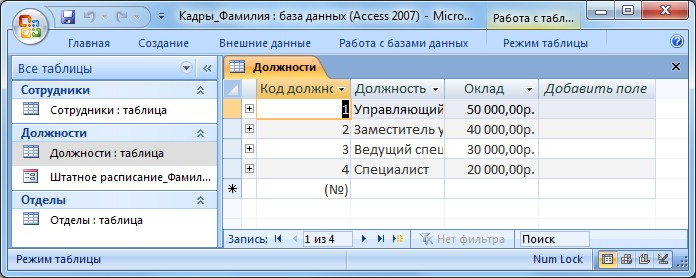 Кадры_Фамилия : база данных (Access 2007) - Micro... Работа с табл...
Главная Создание Внешние данные Работа с базами данных Режим таблицы
Все таблицы
Сотрудники
Сотрудники : таблица
Должности
Должности : таблица
Штатное расписание_Фамил...
Отделы
Отделы : таблица
Должности
Код должно Должность Оклад Добавить поле
1 Управляющий 50 000,00р.
2 Заместитель у 40 000,00р.
3 Ведущий спец 30 000,00р.
4 Специалист 20 000,00р.
(№)
Запись: 1 из 4 Нет фильтра Поиск
Режим таблицы Num Lock